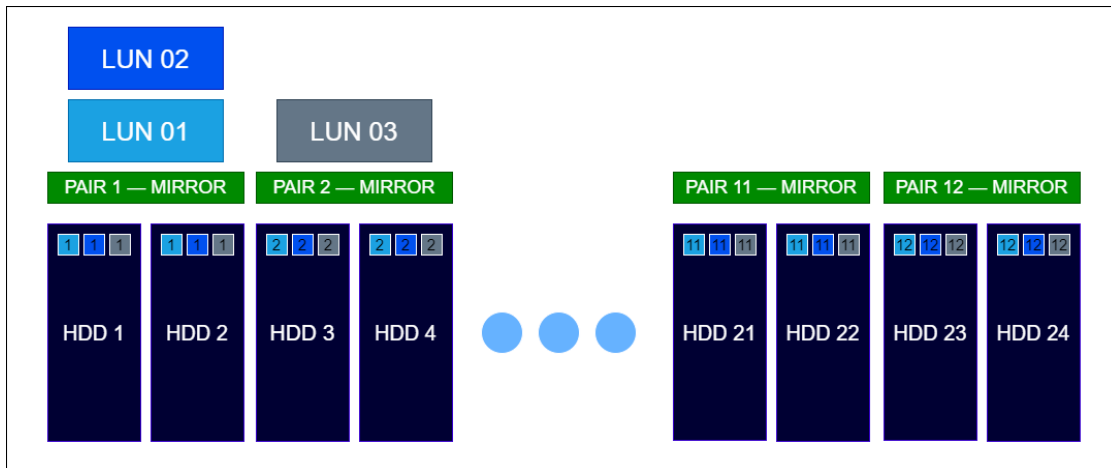 LUN 02
LUN 01
LUN 03
PAIR 1 — MIRROR
PAIR 2 — MIRROR
PAIR 11 — MIRROR
PAIR 12 — MIRROR
1 1 1
1 1 1
2 2 2
2 2 2
11 11 11
11 11 11
12 12 12
12 12 12
HDD 1
HDD 2
HDD 3
HDD 4
HDD 21
HDD 22
HDD 23
HDD 24